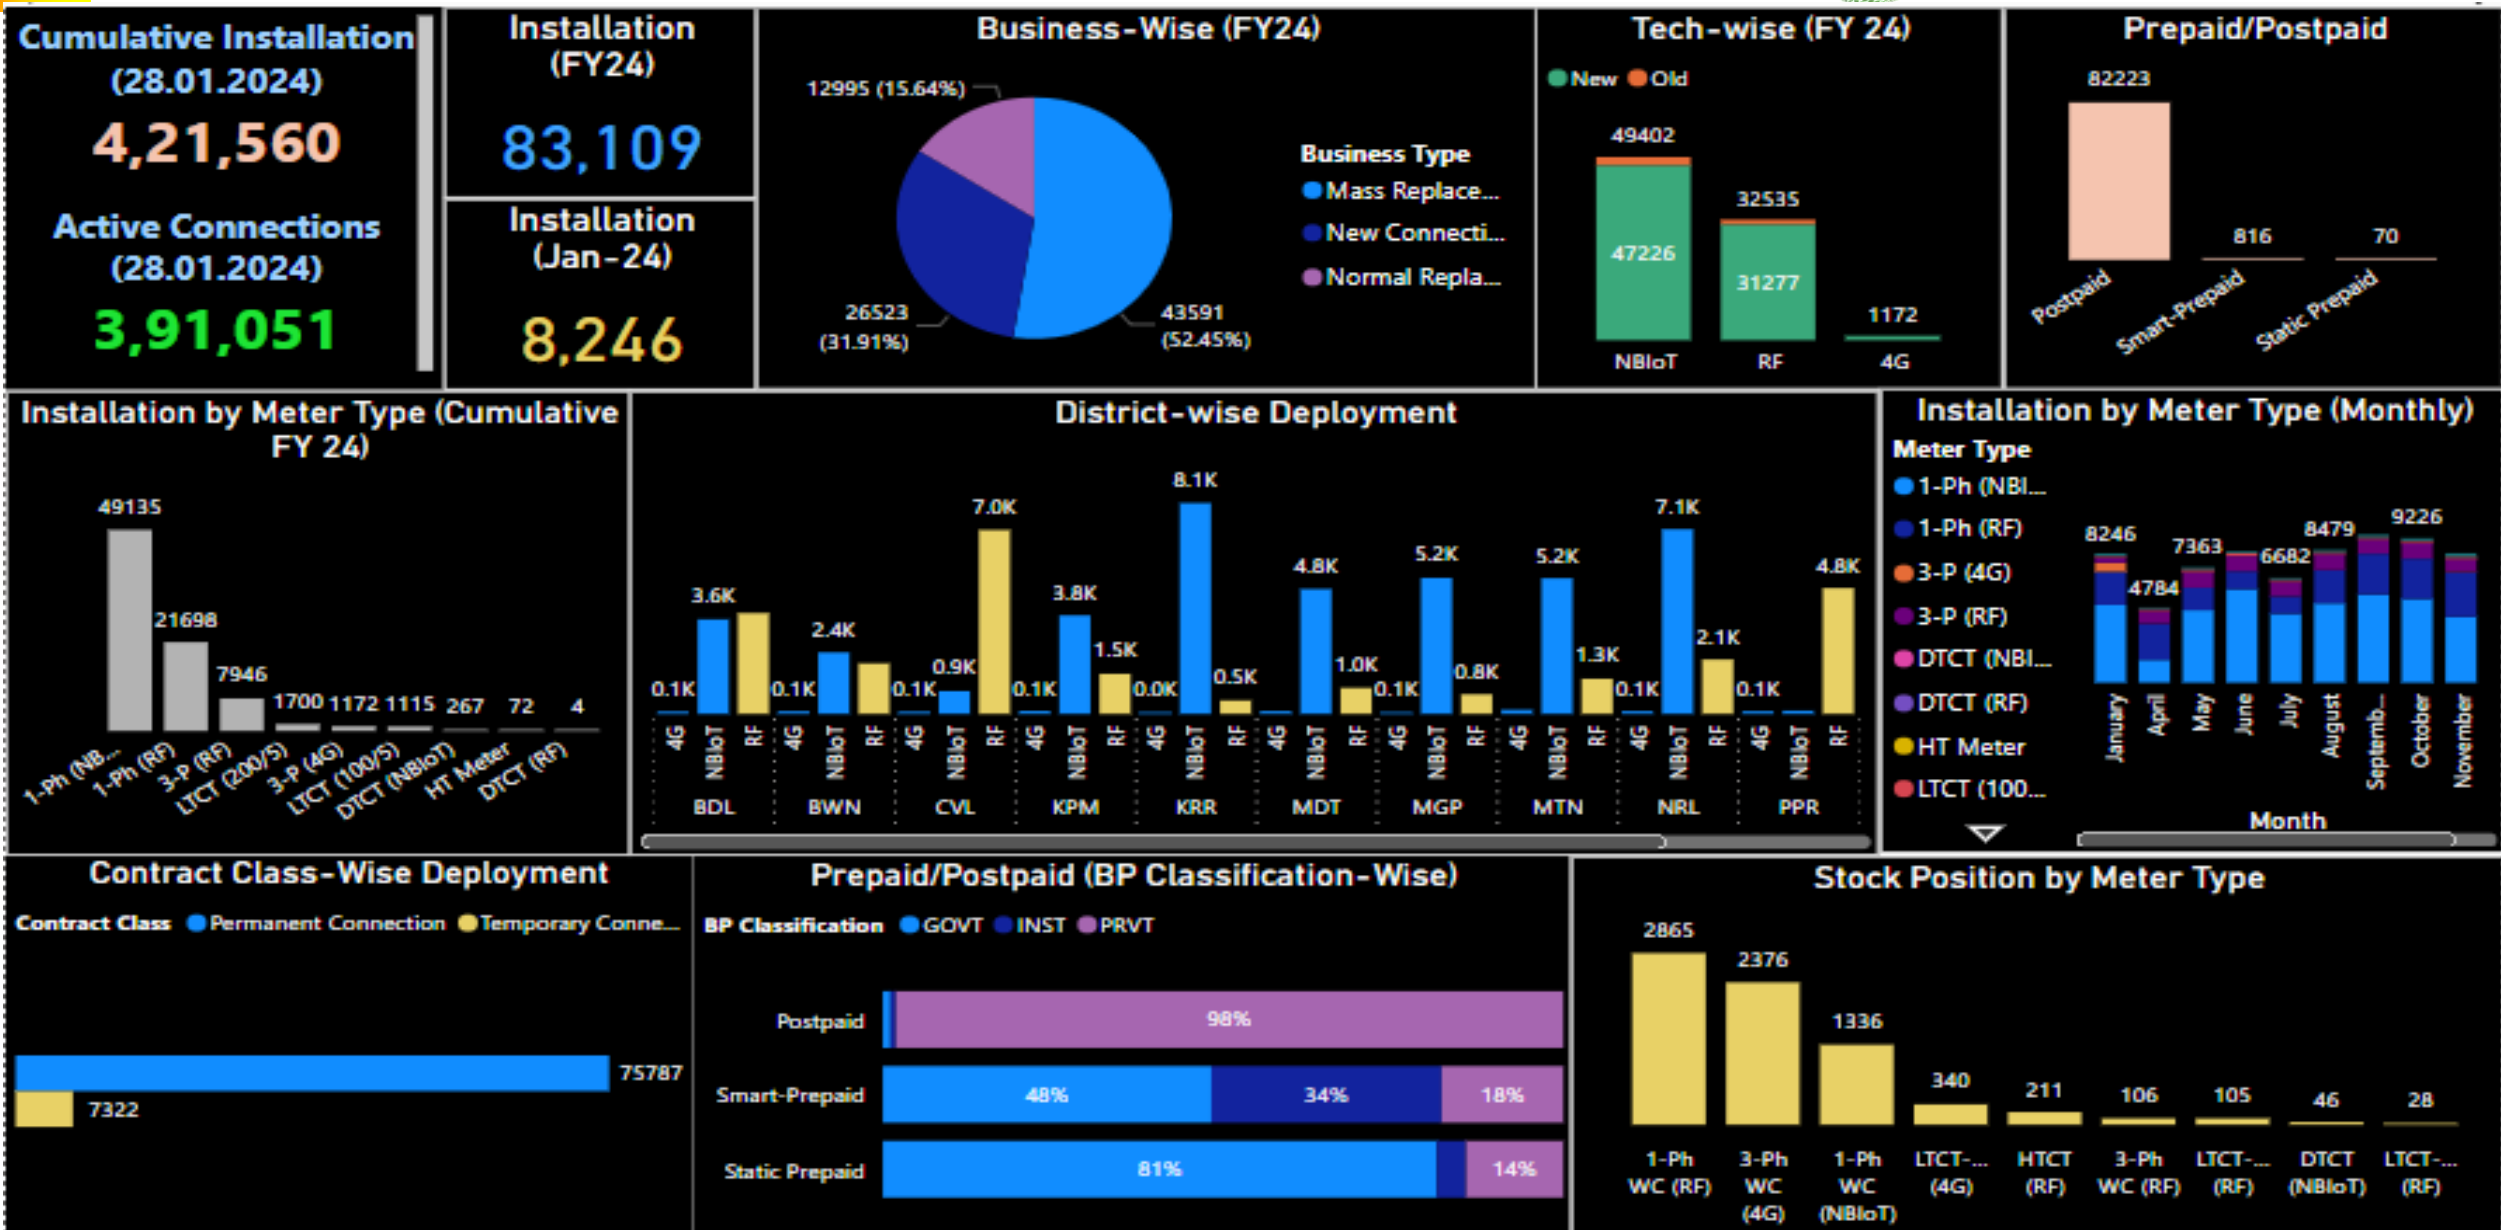 Cumulative Installation
(28.01.2024)
4,21,560
Active Connections
(28.01.2024)
3,91,051
Installation
(FY24)
83,109
Installation
(Jan-24)
8,246
Business-Wise (FY24)
12995 (15.64%)
26523
(31.91%)
43591
(52.45%)
Business Type
Mass Replace...
New Connecti...
Normal Repla...
Tech-wise (FY 24)
New Old
49402
47226
32535
31277
1172
NBIoT RF 4G
Prepaid/Postpaid
82223
816
70
Postpaid
Smart-Prepaid
Static Prepaid
Installation by Meter Type (Cumulative
FY 24)
49135
21698
7946
1700 1172 1115 267 72 4
1-Ph (NB...
1-Ph (RF)
3-P (RF)
LTCT (200/5)
3-P (4G)
LTCT (100/5)
DTCT (NBIoT)
HT Meter
DTCT (RF)
District-wise Deployment
0.1K 3.6K
0.1K 2.4K
0.1K 0.9K 7.0K
0.1K 3.8K 1.5K
0.0K 8.1K 0.5K
4.8K 1.0K
0.1K 5.2K 0.8K
5.2K 1.3K
0.1K 7.1K 2.1K
0.1K 4.8K
4G NBIoT RF 4G NBIoT RF 4G NBIoT RF 4G NBIoT RF 4G NBIoT RF 4G NBIoT RF 4G NBIoT RF 4G NBIoT RF 4G NBIoT RF 4G NBIoT RF
BDL BWN CVL KPM KRR MDT MGP MTN NRL PPR
Installation by Meter Type (Monthly)
Meter Type
1-Ph (NBI...
1-Ph (RF)
3-P (4G)
3-P (RF)
DTCT (NBI...
DTCT (RF)
HT Meter
LTCT (100...
8246
4784
7363
6682
8479
9226
January
April
May
June
July
August
Septemb...
October
November
Month
Contract Class-Wise Deployment
Contract Class Permanent Connection Temporary Conne...
75787
7322
Prepaid/Postpaid (BP Classification-Wise)
BP Classification GOVT INST PRVT
Postpaid 98%
Smart-Prepaid 48% 34% 18%
Static Prepaid 81% 14%
Stock Position by Meter Type
2865
2376
1336
340
211
106
105
46
28
1-Ph
WC (RF)
3-Ph
WC
(4G)
1-Ph
WC
(NBIoT)
LTCT-...
(4G)
HTCT
(RF)
3-Ph
WC (RF)
LTCT-...
(RF)
DTCT
(NBIoT)
LTCT-...
(RF)